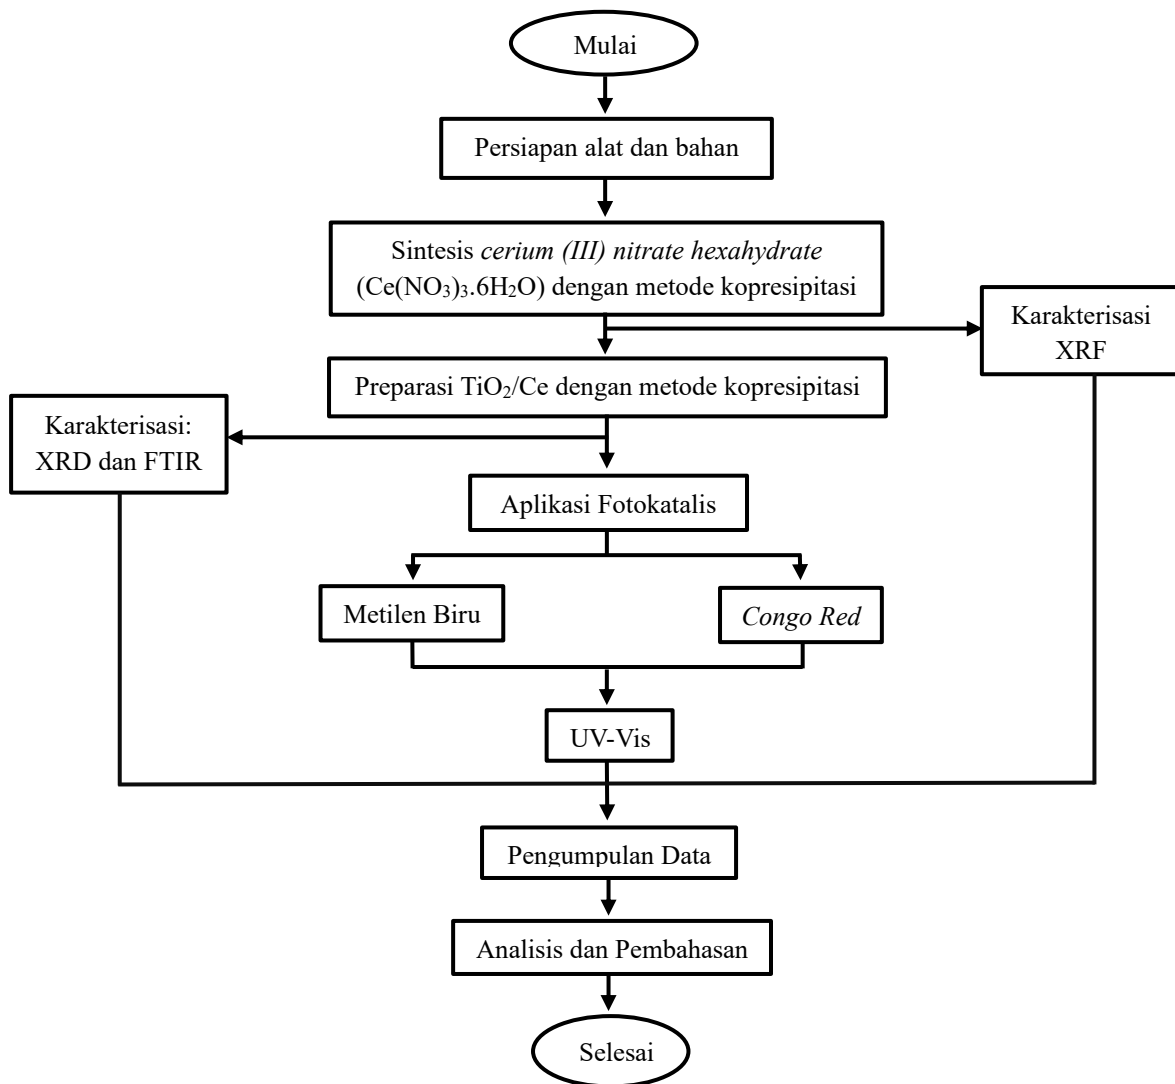 Mulai
Persiapan alat dan bahan
Sintesis cerium (III) nitrate hexahydrate
(Ce(NO₃)₃.6H₂O) dengan metode kopresipitasi
Karakterisasi
XRF
Preparasi TiO₂/Ce dengan metode kopresipitasi
Karakterisasi:
XRD dan FTIR
Aplikasi Fotokatalis
Metilen Biru
Congo Red
UV-Vis
Pengumpulan Data
Analisis dan Pembahasan
Selesai